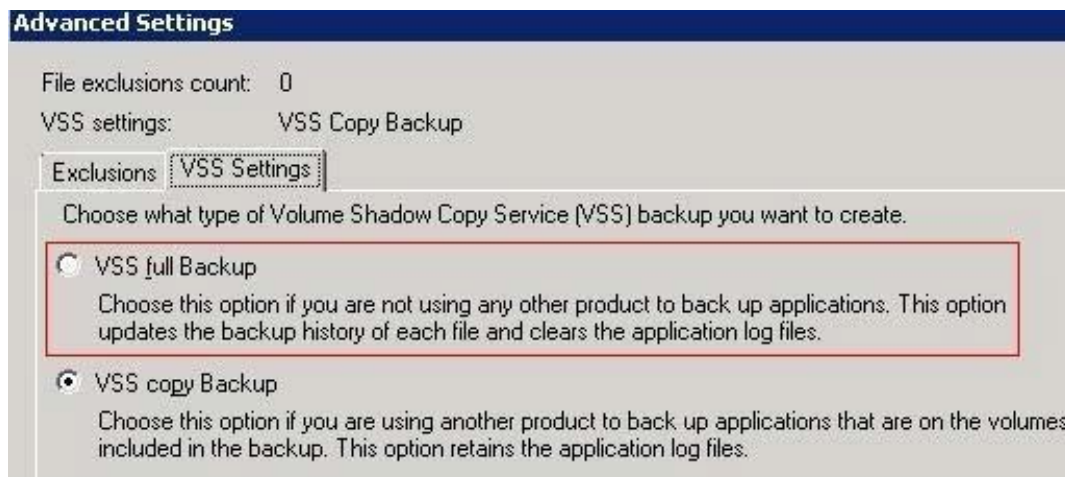 Advanced Settings
File exclusions count: 0
VSS settings: VSS Copy Backup
Exclusions VSS Settings
Choose what type of Volume Shadow Copy Service (VSS) backup you want to create.
VSS full Backup
Choose this option if you are not using any other product to back up applications. This option
updates the backup history of each file and clears the application log files.
VSS copy Backup
Choose this option if you are using another product to back up applications that are on the volumes
included in the backup. This option retains the application log files.